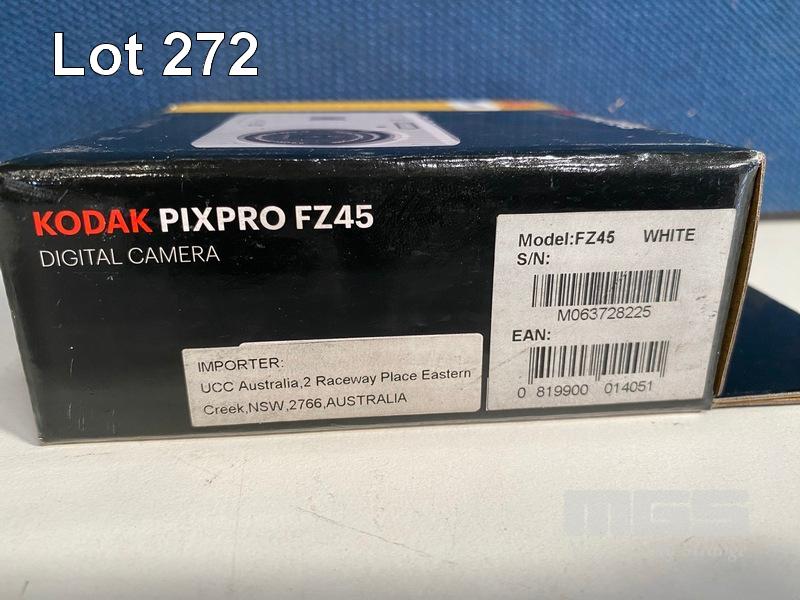 Lot 272
KODAK PIXPRO FZ45
DIGITAL CAMERA
Model:FZ45 WHITE
S/N:
M063728225
EAN:
0 819900 014051
IMPORTER:
UCC Australia,2 Raceway Place Eastern
Creek,NSW,2766,AUSTRALIA
MGS